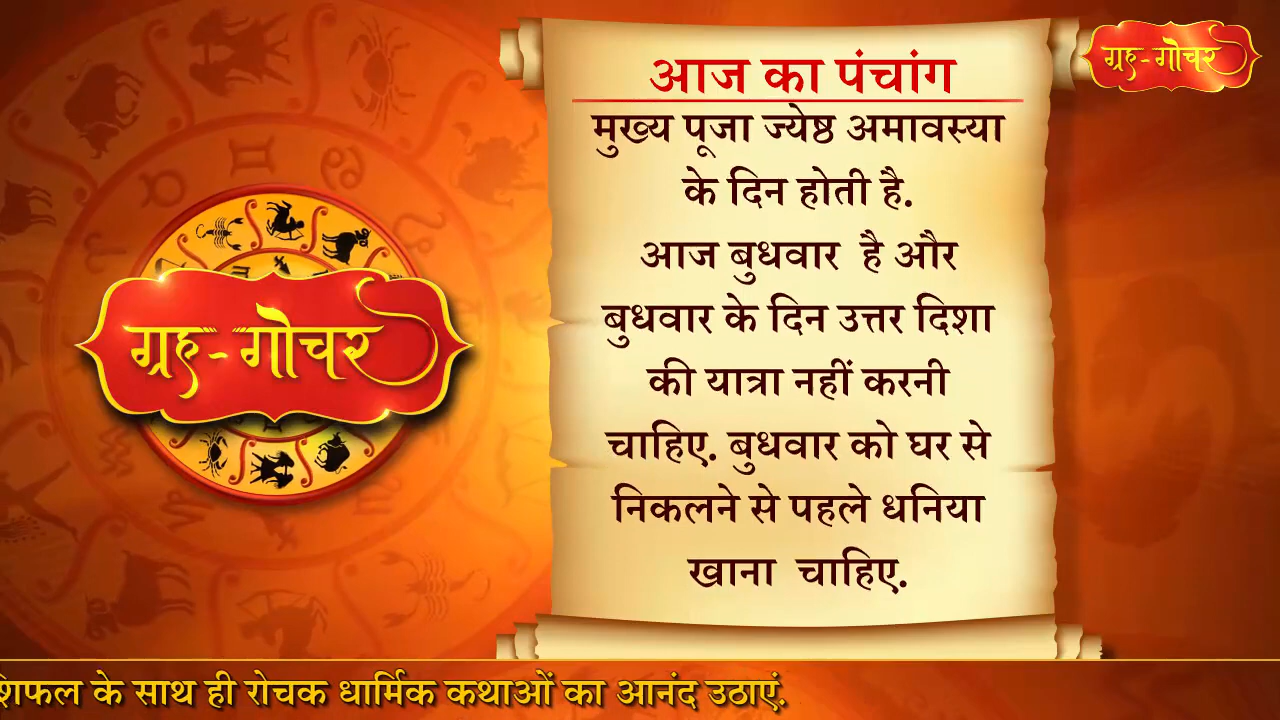 ग्रह-गोचर
आज का पंचांग
मुख्य पूजा ज्येष्ठ अमावस्या
के दिन होती है.
आज बुधवार है और
बुधवार के दिन उत्तर दिशा
की यात्रा नहीं करनी
चाहिए. बुधवार को घर से
निकलने से पहले धनिया
खाना चाहिए.
ग्रह-गोचर
शिफल के साथ ही रोचक धार्मिक कथाओं का आनंद उठाएं.